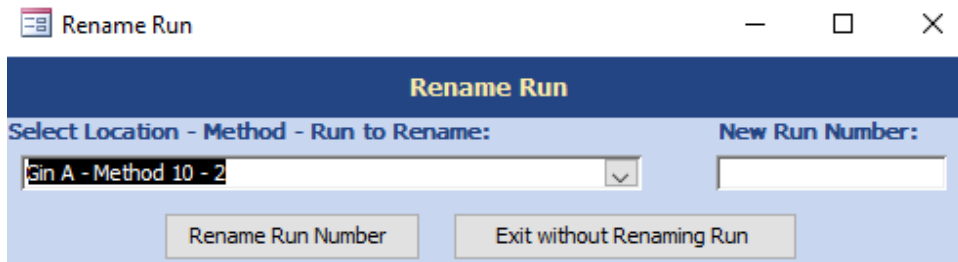 Rename Run
Rename Run
Select Location - Method - Run to Rename: New Run Number:
Gin A - Method 10 - 2
Rename Run Number Exit without Renaming Run